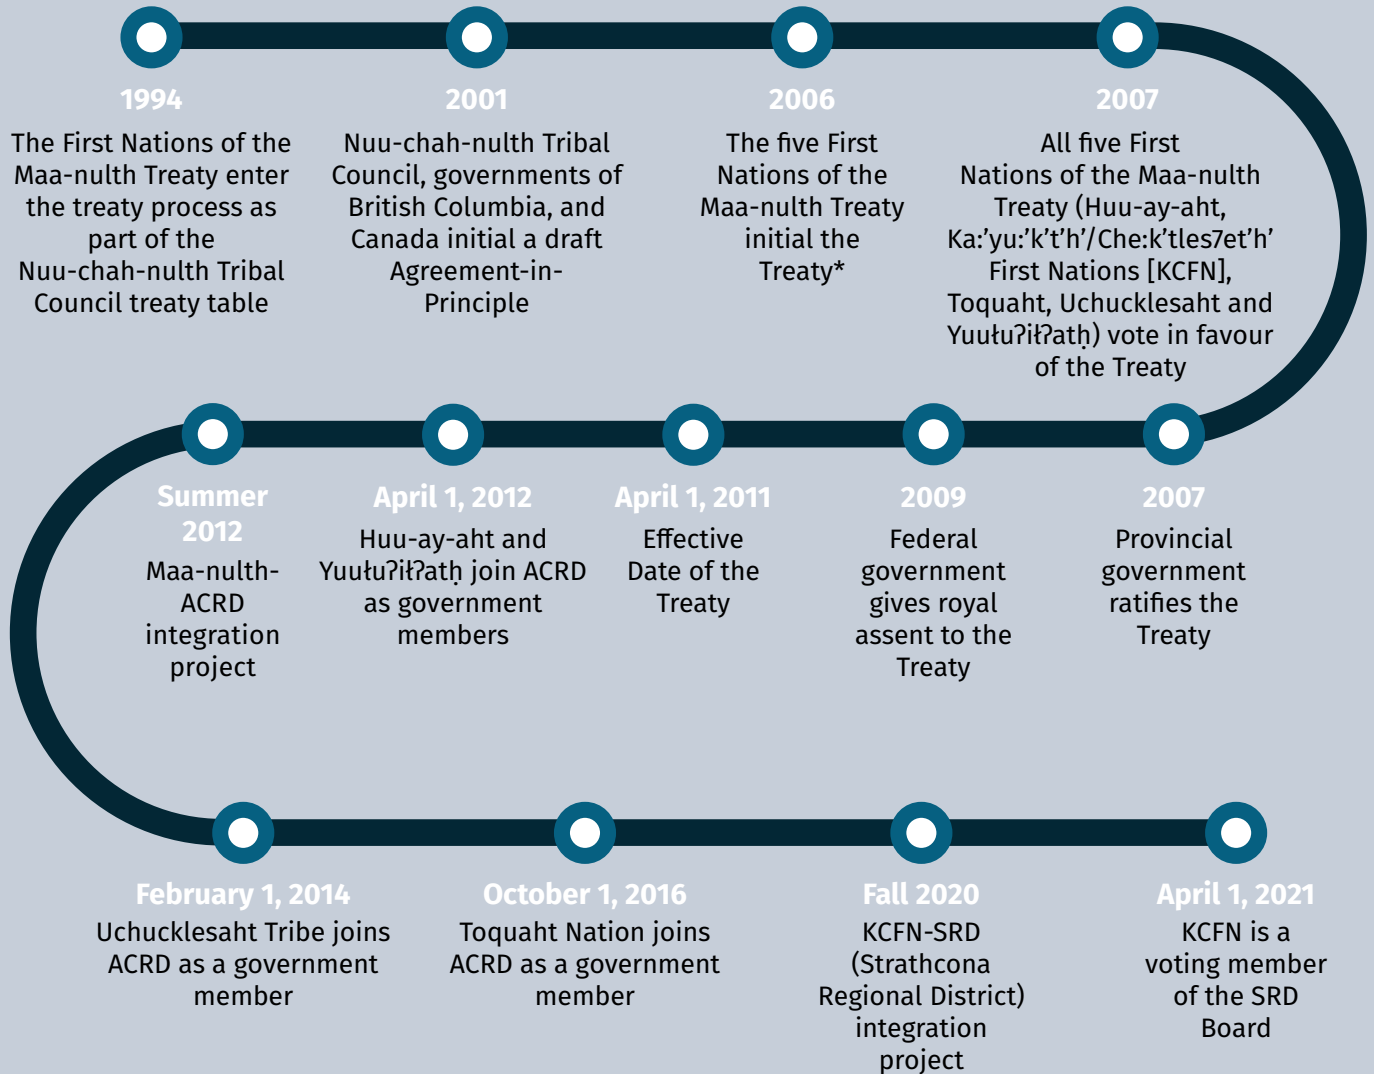 1994
The First Nations of the
Maa-nulth Treaty enter
the treaty process as
part of the
Nuu-chah-nulth Tribal
Council treaty table
2001
Nuu-chah-nulth Tribal
Council, governments of
British Columbia, and
Canada initial a draft
Agreement-in-
Principle
2006
The five First
Nations of the
Maa-nulth Treaty
initial the
Treaty*
2007
All five First
Nations of the Maa-nulth
Treaty (Huu-ay-aht,
Ka:’yu:’k’t’h’/Che:k’tles7et’h’
First Nations [KCFN],
Toquaht, Uchucklesaht and
Yuułuʔiłʔatḥ) vote in favour
of the Treaty
2007
Provincial
government
ratifies the
Treaty
2009
Federal
government
gives royal
assent to the
Treaty
April 1, 2011
Effective
Date of the
Treaty
April 1, 2012
Huu-ay-aht and
Yuułuʔiłʔatḥ join ACRD
as government
members
Summer
2012
Maa-nulth-
ACRD
integration
project
February 1, 2014
Uchucklesaht Tribe joins
ACRD as a government
member
October 1, 2016
Toquaht Nation joins
ACRD as a government
member
Fall 2020
KCFN-SRD
(Strathcona
Regional District)
integration
project
April 1, 2021
KCFN is a
voting member
of the SRD
Board